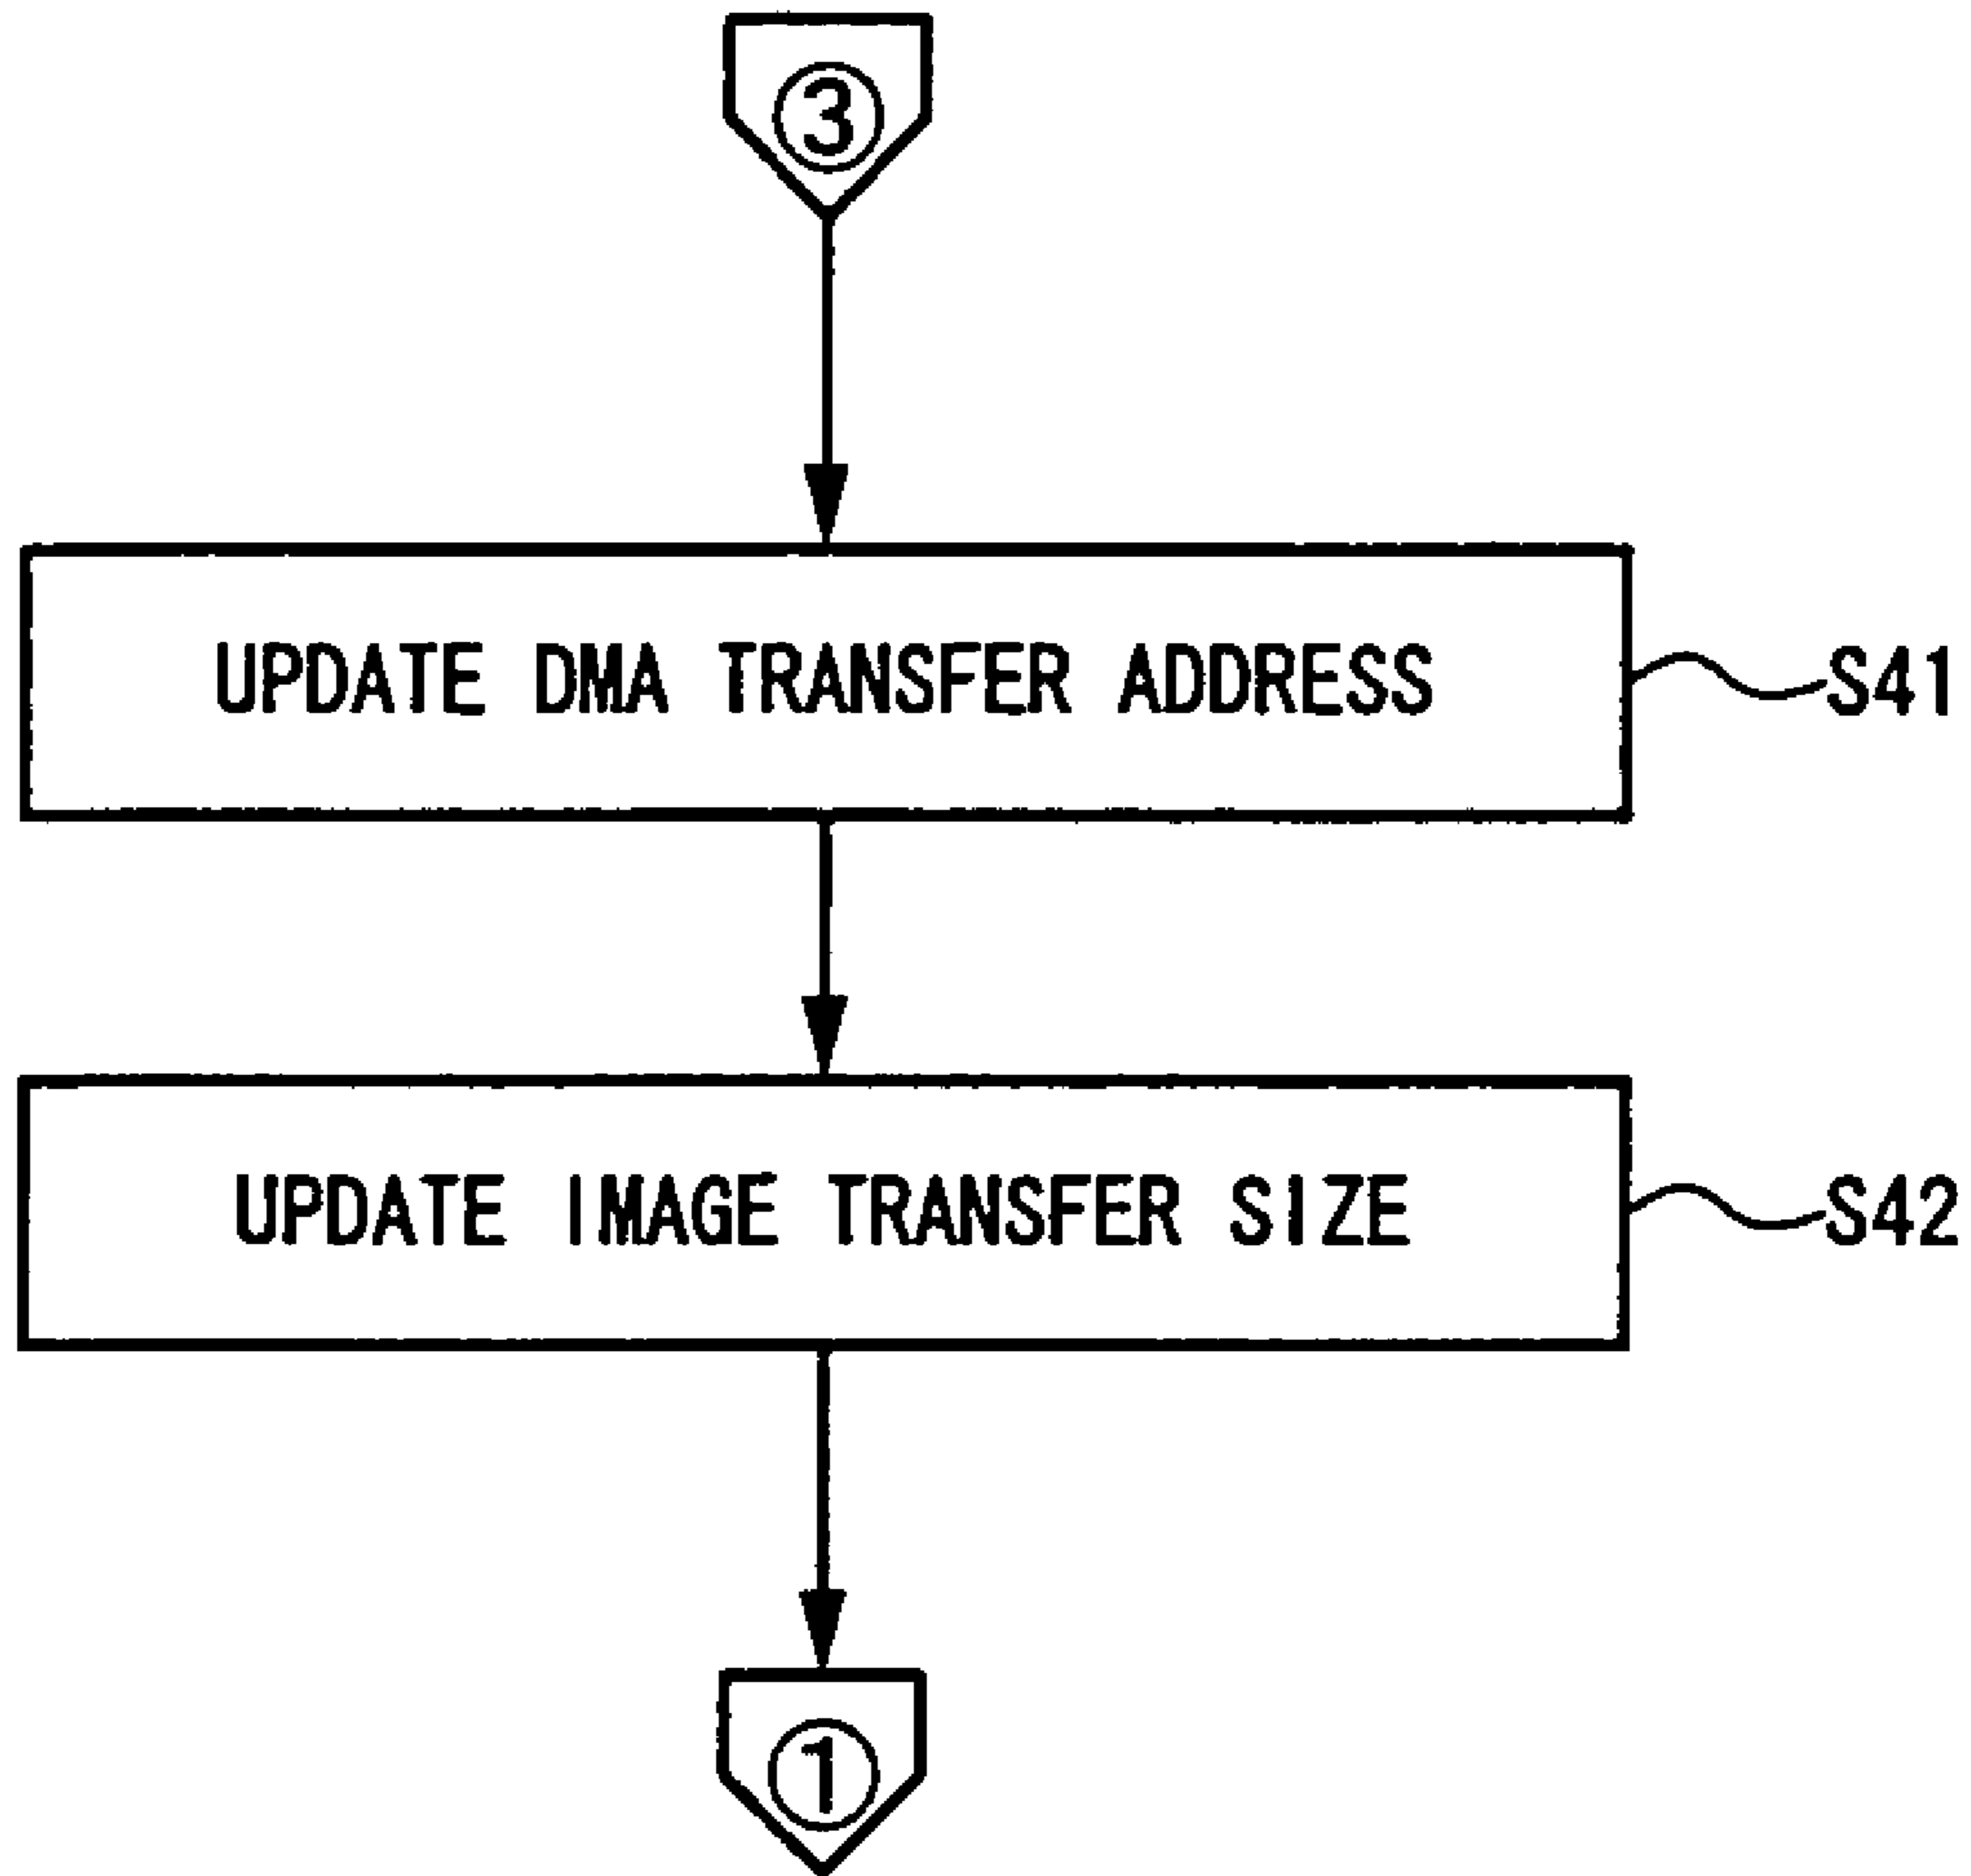 3
UPDATE DMA TRANSFER ADDRESS S41
UPDATE IMAGE TRANSFER SIZE S42
1